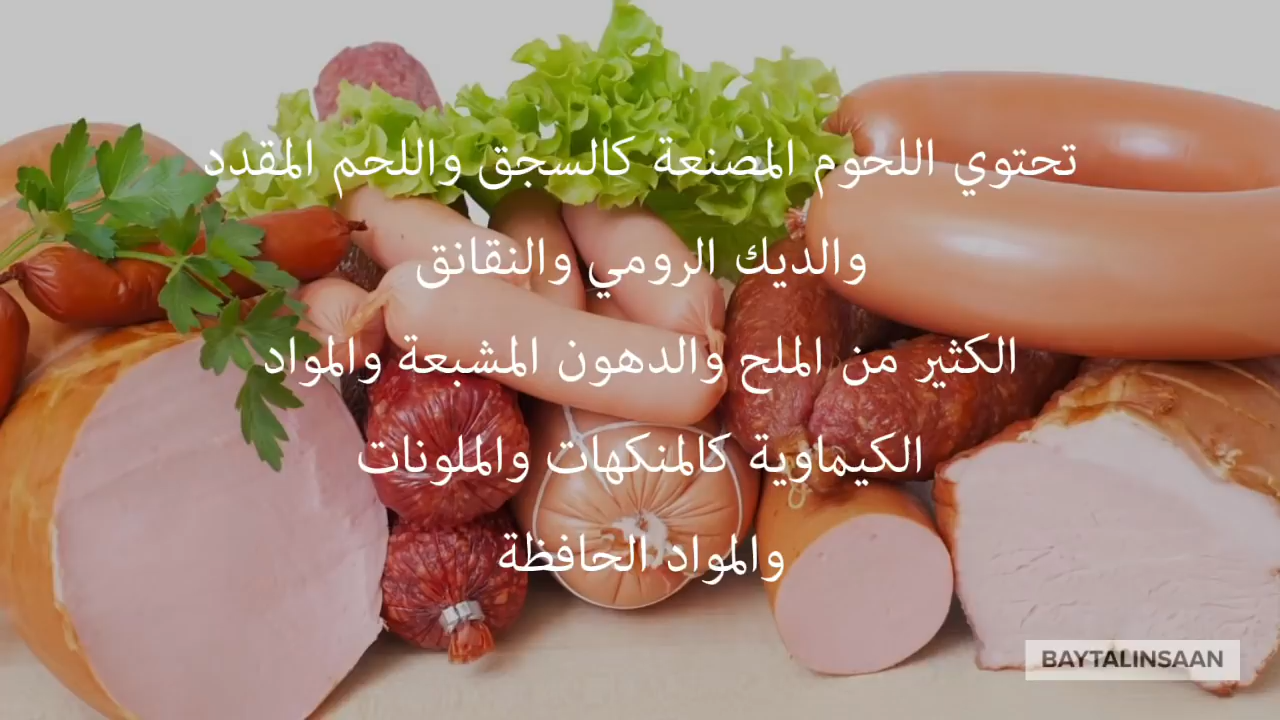 تحتوي اللحوم المصنعة كالسجق واللحم المقدد
والديك الرومي والنقانق
الكثير من الملح والدهون المشبعة والمواد
الكيماوية كالمنكهات والملونات
والمواد الحافظة
BAYTALINSAAN